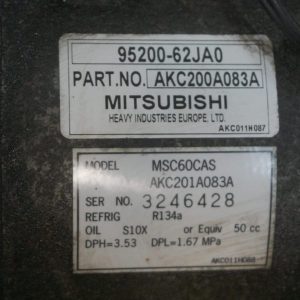 95200-62JA0
PART.NO. AKC200A083A
MITSUBISHI
HEAVY INDUSTRIES EUROPE, LTD.
AKC011H087
MODEL MSC60CAS
AKC201A083A
SER NO. 3246428
REFRIG R134a
OIL S10X or Equiv 50 cc
DPH=3.53 DPL=1.67 MPa
AKC011H088